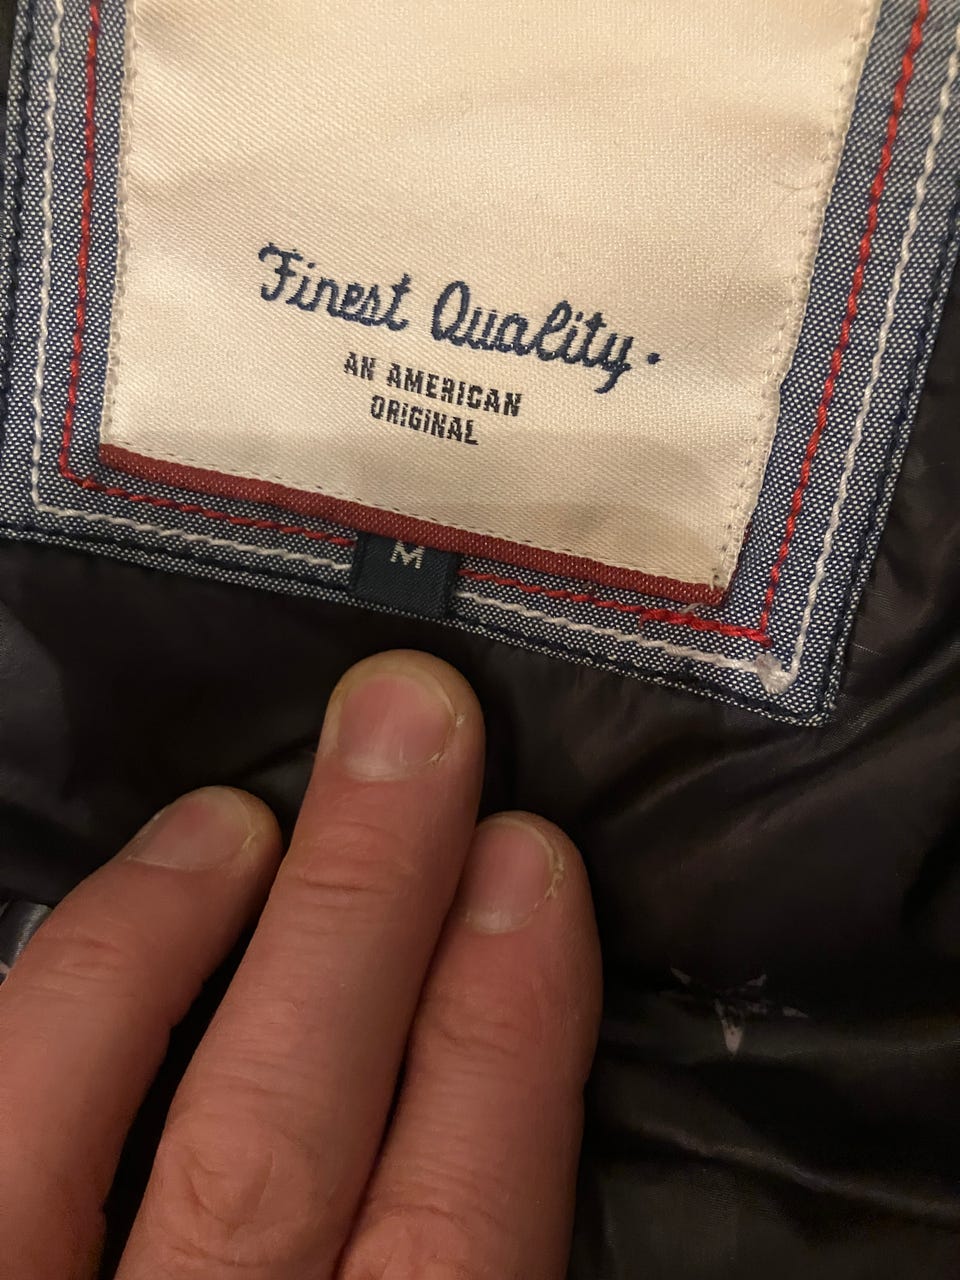 Finest Quality.
AN AMERICAN
ORIGINAL
M